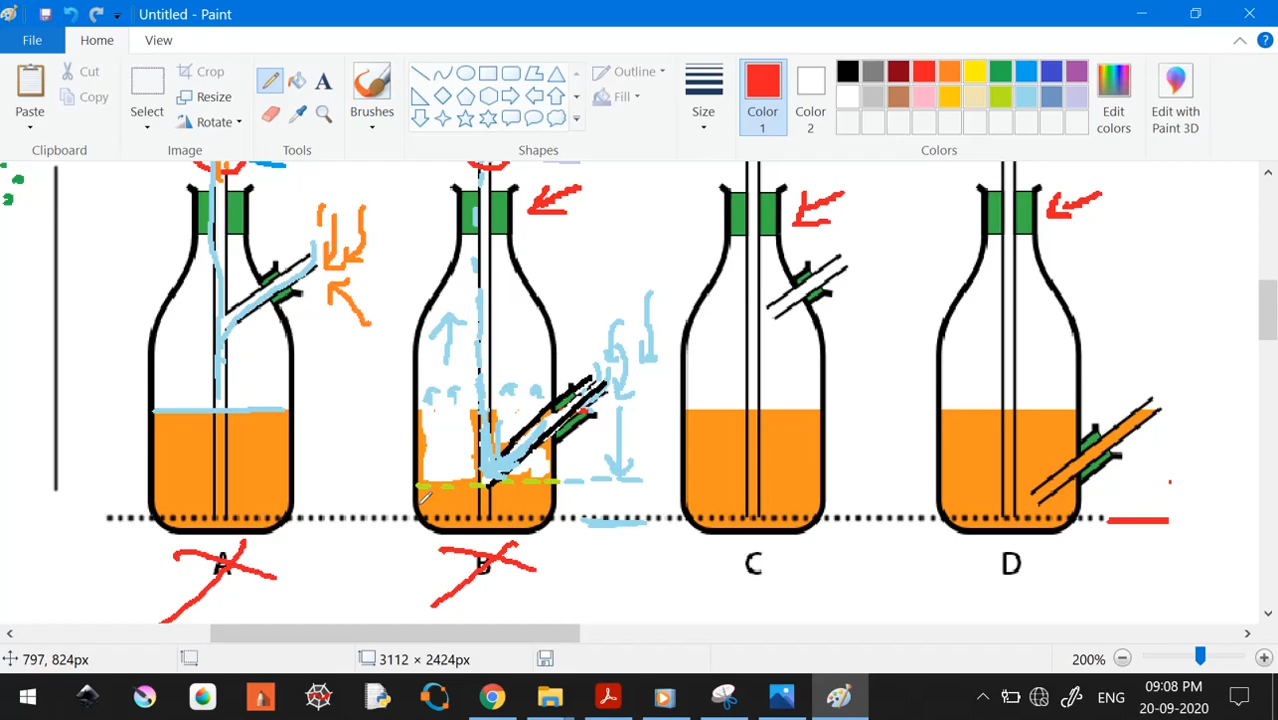 Untitled - Paint
File
Home
View
Paste
Cut
Copy
Clipboard
Select
Crop
Resize
Rotate
Image
A
Tools
Brushes
Outline
Fill
Shapes
Size
Color 1
Color 2
Edit colors
Edit with Paint 3D
Colors
A
B
C
D
797, 824px
3112 × 2424px
200%
ENG
09:08 PM
20-09-2020